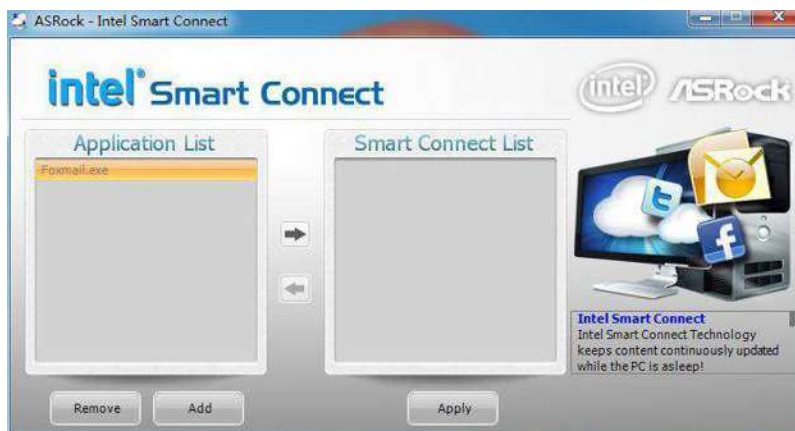 ASRock - Intel Smart Connect
intel® Smart Connect
intel ASRock
Application List
Smart Connect List
Foxmail.exe
Intel Smart Connect
Intel Smart Connect Technology
keeps content continuously updated
while the PC is asleep!
Remove
Add
Apply